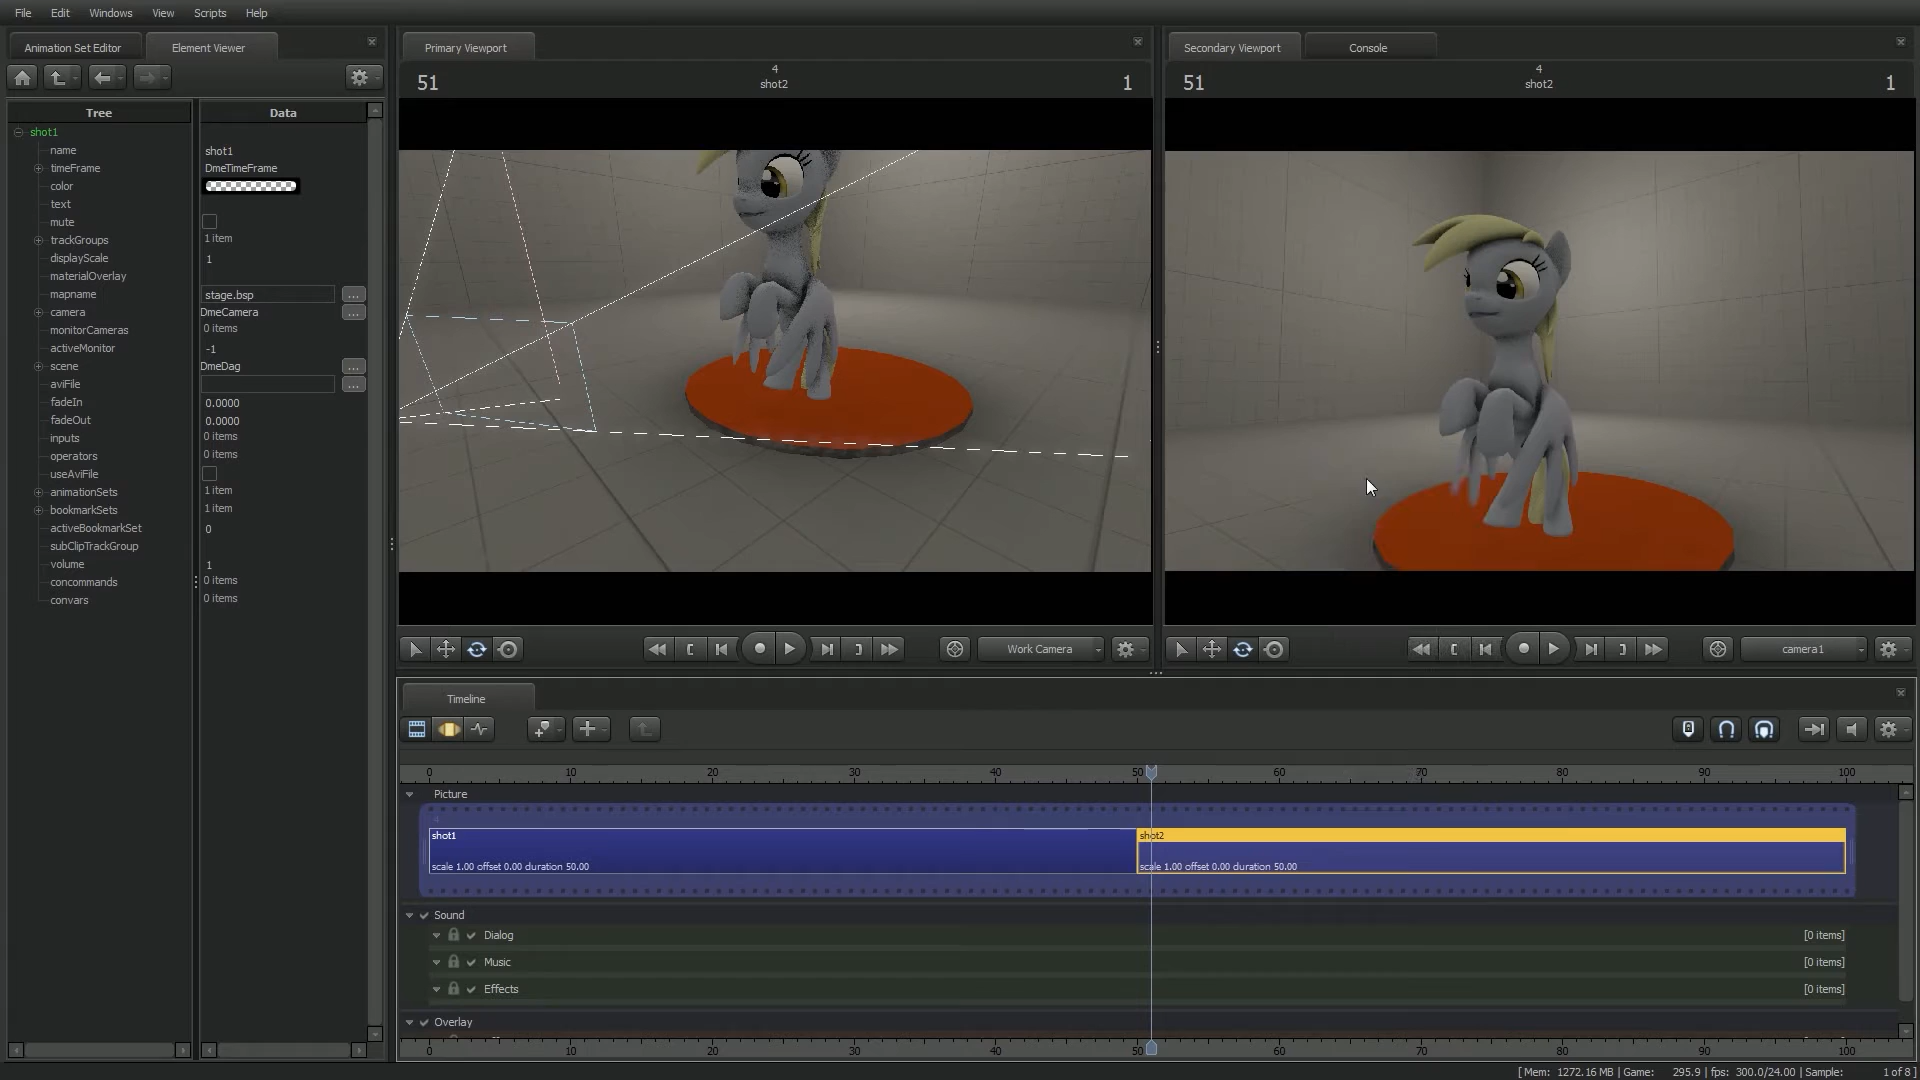 File Edit Windows View Scripts Help
Animation Set Editor Element Viewer
Tree Data
shot1
name shot1
timeFrame DmeTimeFrame
color
text
mute
trackGroups 1 item
displayScale 1
materialOverlay
mapname stage.bsp ...
camera DmeCamera ...
monitorCameras 0 items
activeMonitor -1
scene DmeDag ...
aviFile ...
fadeIn 0.0000
fadeOut 0.0000
inputs 0 items
operators 0 items
useAviFile
animationSets 1 item
bookmarkSets 1 item
activeBookmarkSet 0
subClipTrackGroup
volume 1
concommands 0 items
convars 0 items
Primary Viewport
51 4 1
shot2
Work Camera
Secondary Viewport Console
51 4 1
shot2
camera1
Timeline
0 10 20 30 40 50 60 70 80 90 100
Picture
4
shot1 shot2
scale 1.00 offset 0.00 duration 50.00 scale 1.00 offset 0.00 duration 50.00
Sound
Dialog [0 items]
Music [0 items]
Effects [0 items]
Overlay
0 10 20 30 40 50 60 70 80 90 100
[ Mem: 1272.16 MB | Game: 295.9 | fps: 300.0/24.00 | Sample: 1 of 8 ]